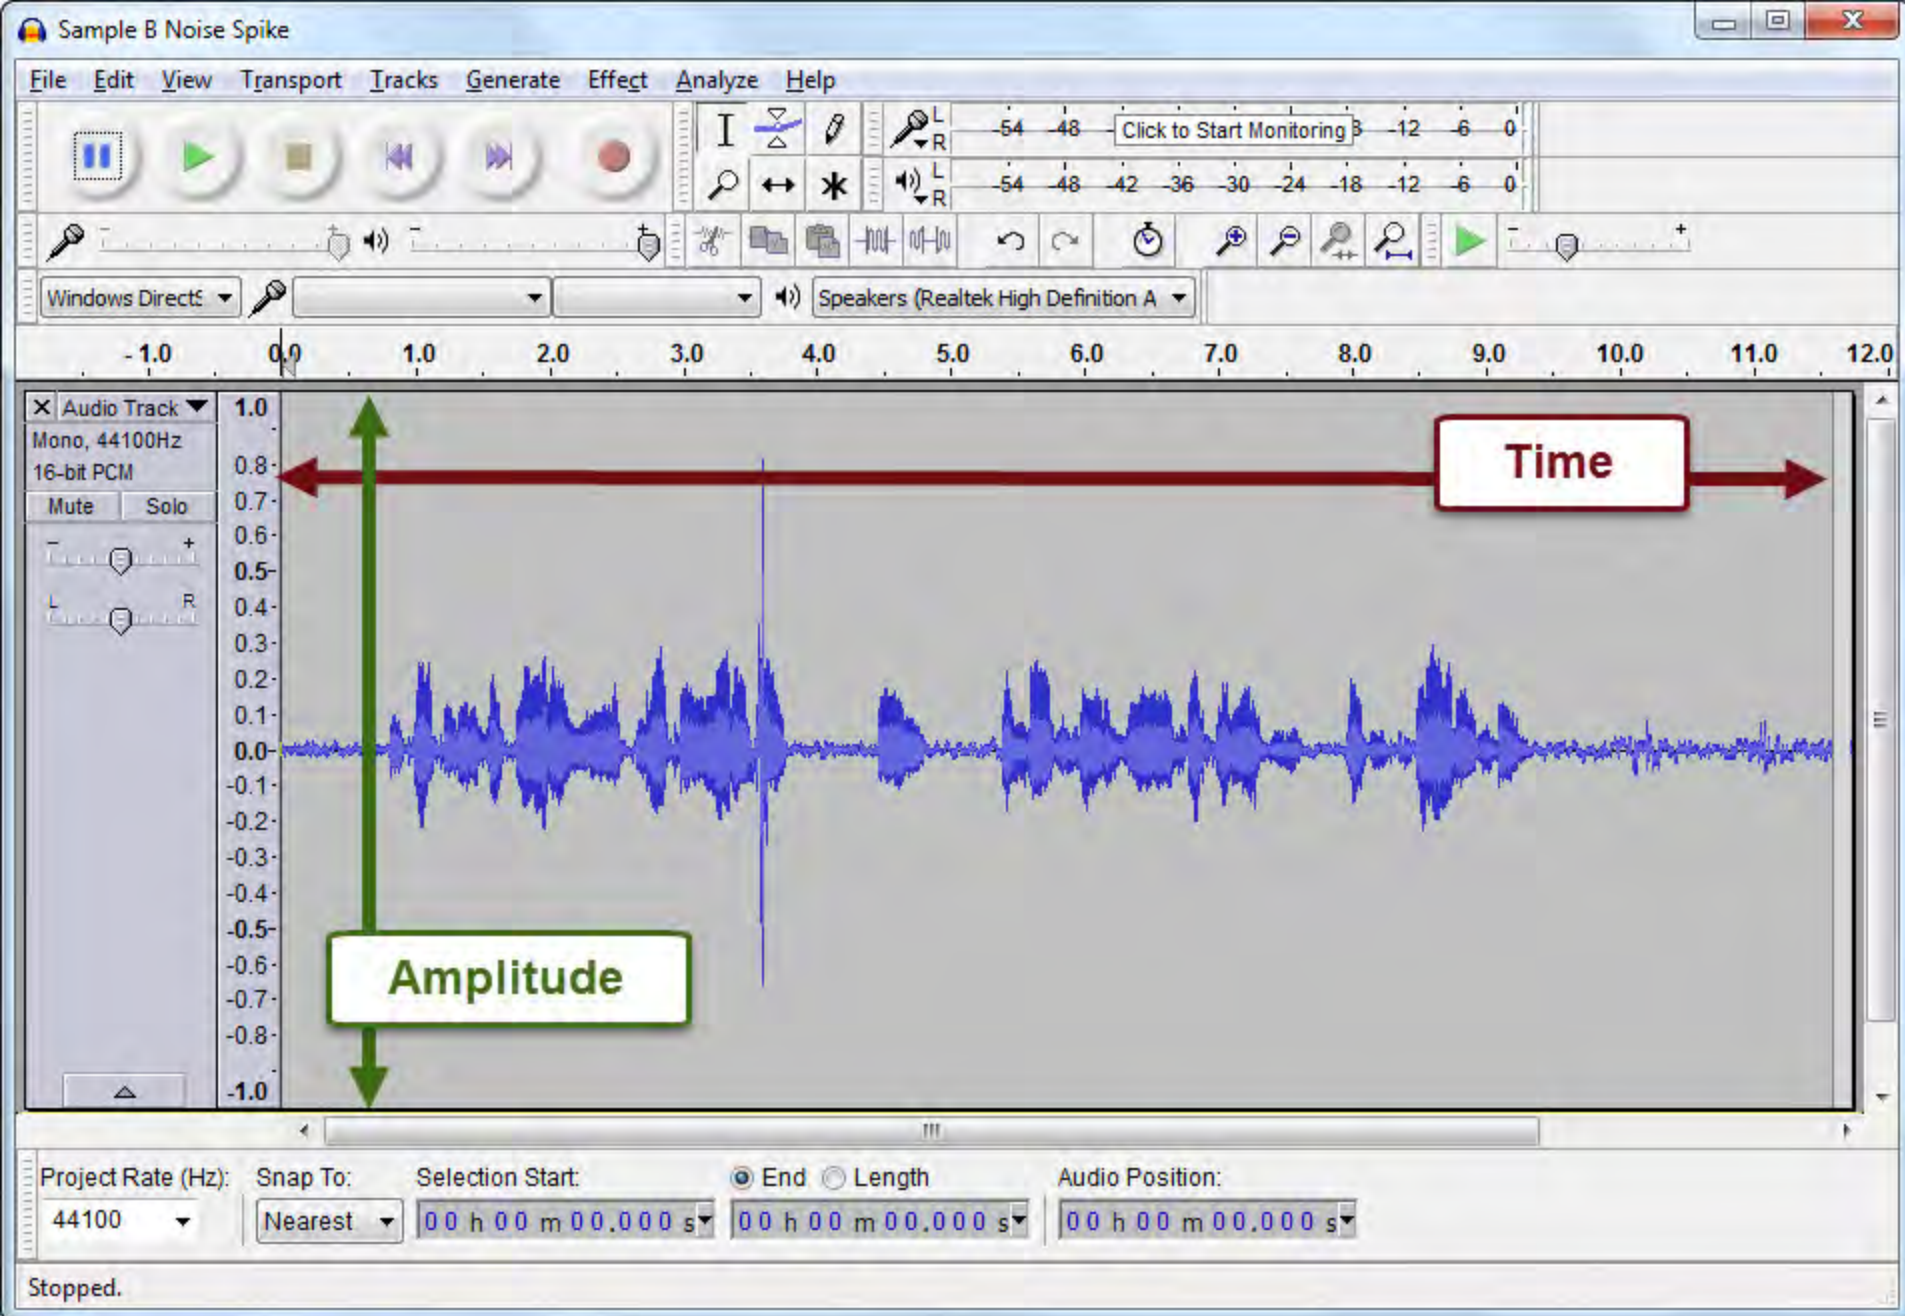 Sample B Noise Spike
File Edit View Transport Tracks Generate Effect Analyze Help
L
R
-54 -48 - Click to Start Monitoring 3 -12 -6 0
L
R
-54 -48 -42 -36 -30 -24 -18 -12 -6 0
- + - + - +
Windows DirectS Speakers (Realtek High Definition A
-1.0 0.0 1.0 2.0 3.0 4.0 5.0 6.0 7.0 8.0 9.0 10.0 11.0 12.0
X Audio Track
Mono, 44100Hz
16-bit PCM
Mute Solo
- +
L R
1.0
0.8
0.7
0.6
0.5
0.4
0.3
0.2
0.1
0.0
-0.1
-0.2
-0.3
-0.4
-0.5
-0.6
-0.7
-0.8
-1.0
Time
Amplitude
Project Rate (Hz): Snap To: Selection Start: End Length Audio Position:
44100 Nearest 00 h 00 m 00.000 s 00 h 00 m 00.000 s 00 h 00 m 00.000 s
Stopped.